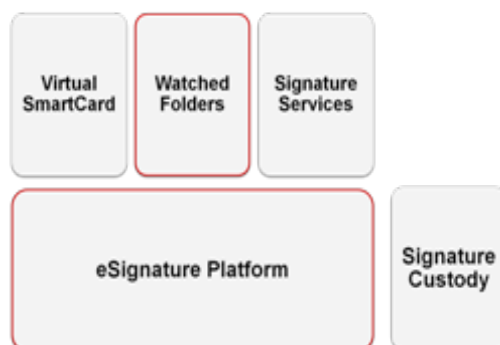 Virtual
SmartCard
Watched
Folders
Signature
Services
eSignature Platform
Signature
Custody